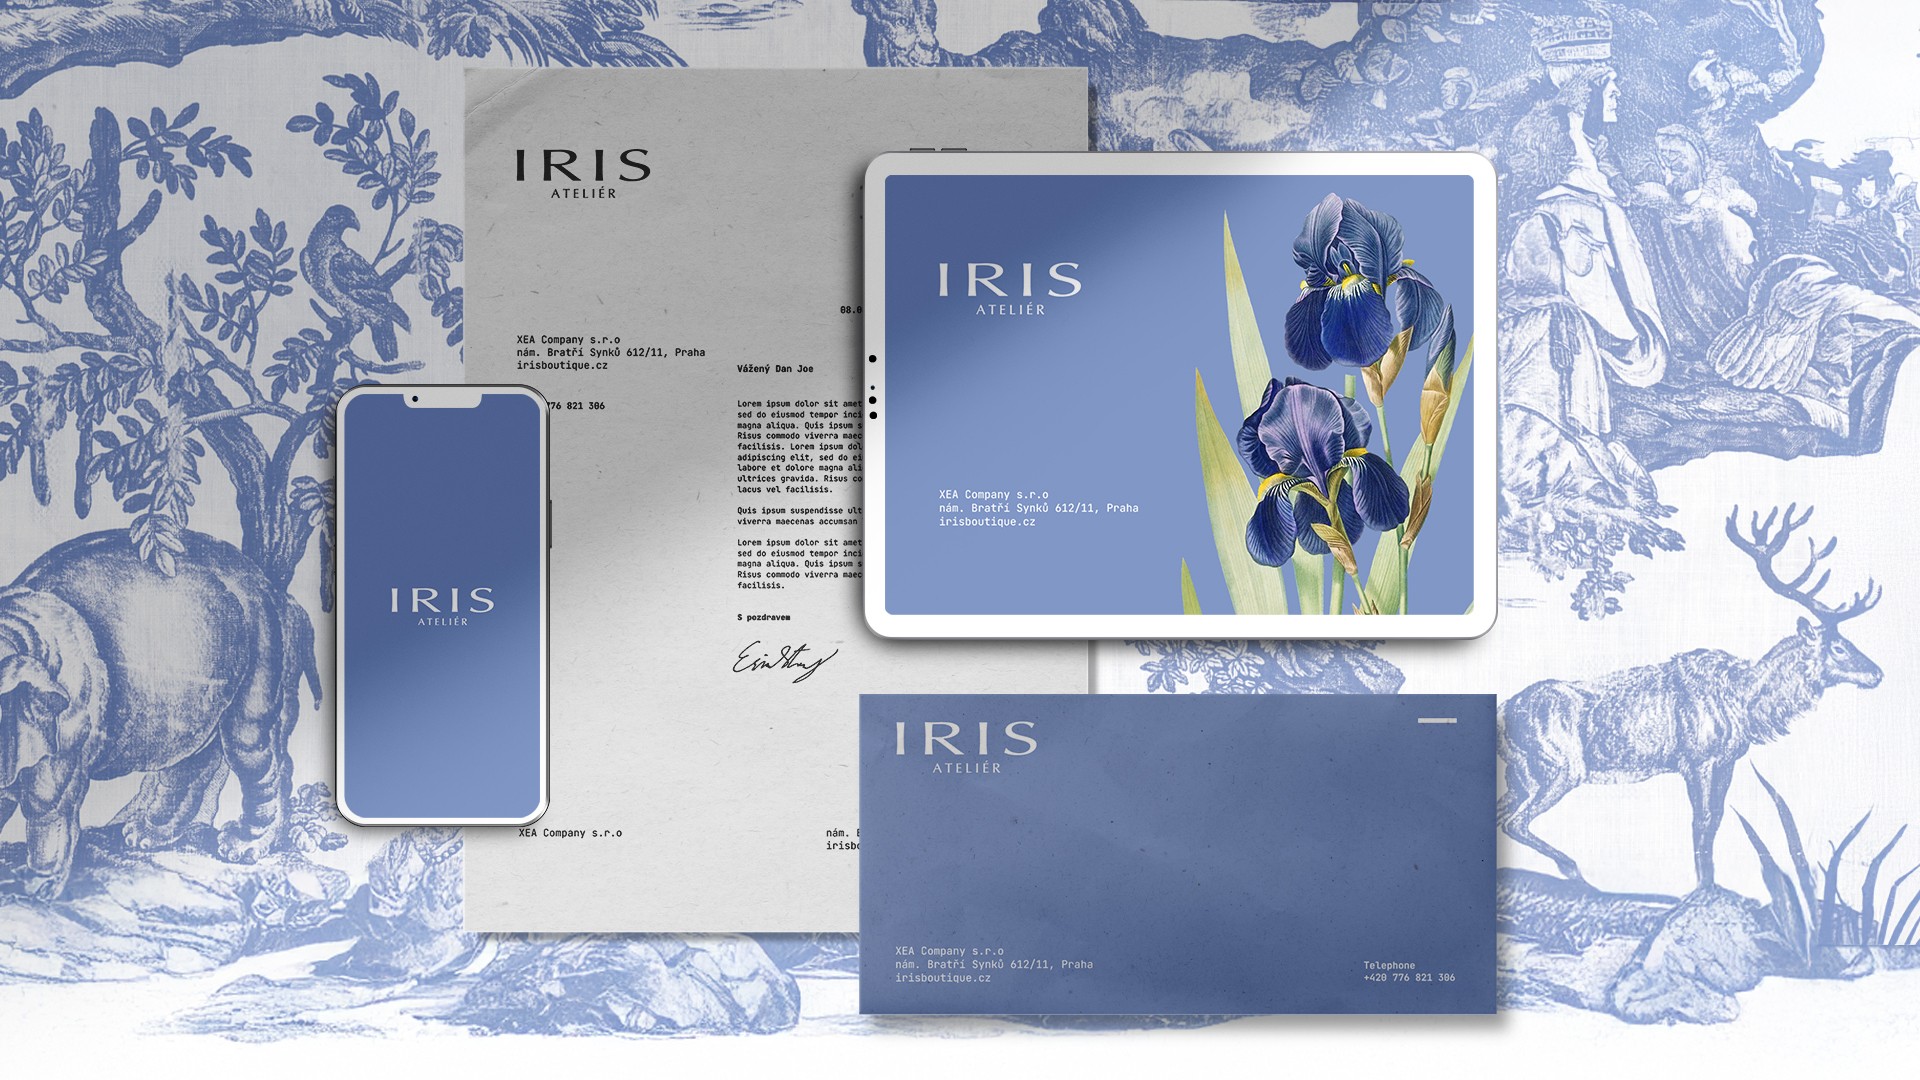 IRIS
ATELIÉR
XEA Company s.r.o
nám. Bratří Synků 612/11, Praha
irisboutique.cz
776 821 306
Vážený Dan Joe
Lorem ipsum dolor sit amet
sed do eiusmod tempor inci
magna aliqua. Quis ipsum s
Risus commodo viverra maec
facilisis. Lorem ipsum dol
adipiscing elit, sed do ei
labore et dolore magna ali
ultrices gravida. Risus co
lacus vel facilisis.
Quis ipsum suspendisse ult
viverra maecenas accumsan
Lorem ipsum dolor sit amet
sed do eiusmod tempor inci
magna aliqua. Quis ipsum s
Risus commodo viverra maec
facilisis.
S pozdravem
XEA Company s.r.o
nám.
IRIS
ATELIÉR
IRIS
ATELIÉR
XEA Company s.r.o
nám. Bratří Synků 612/11, Praha
irisboutique.cz
IRIS
ATELIÉR
XEA Company s.r.o
nám. Bratří Synků 612/11, Praha
irisboutique.cz
Telephone
+420 776 821 306